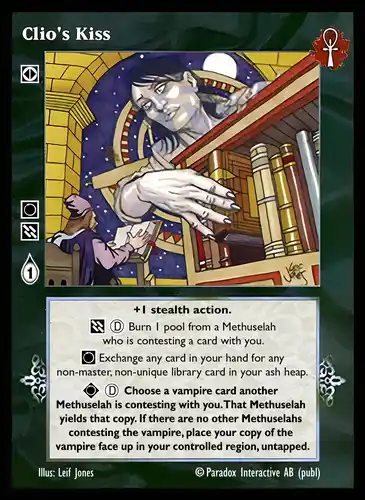 Clio's Kiss
1
+1 stealth action.
D Burn 1 pool from a Methuselah
who is contesting a card with you.
Exchange any card in your hand for any
non-master, non-unique library card in your ash heap.
D Choose a vampire card another
Methuselah is contesting with you. That Methuselah
yields that copy. If there are no other Methuselahs
contesting the vampire, place your copy of the
vampire face up in your controlled region, untapped.
Illus: Leif Jones
© Paradox Interactive AB (publ)